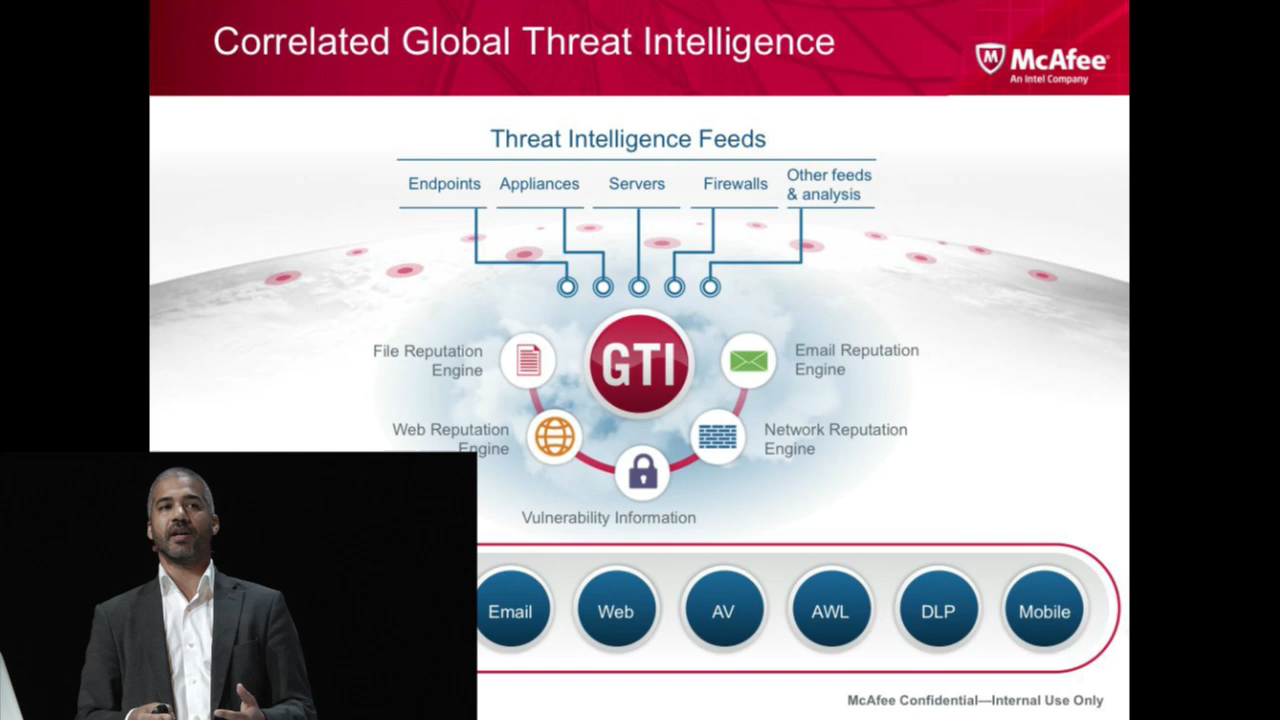 Correlated Global Threat Intelligence
McAfee
An Intel Company
Threat Intelligence Feeds
Endpoints Appliances Servers Firewalls Other feeds
& analysis
GTI
File Reputation
Engine
Email Reputation
Engine
Web Reputation
Engine
Network Reputation
Engine
Vulnerability Information
Email Web AV AWL DLP Mobile
McAfee Confidential—Internal Use Only